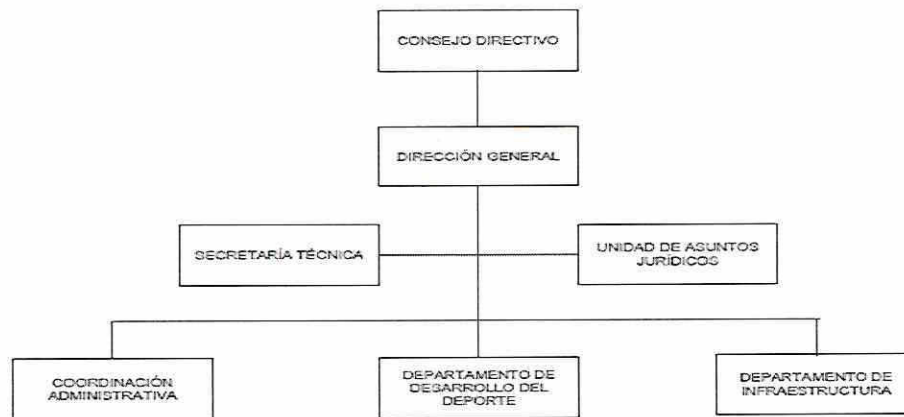 CONSEJO DIRECTIVO
DIRECCIÓN GENERAL
SECRETARÍA TÉCNICA
UNIDAD DE ASUNTOS
JURÍDICOS
COORDINACIÓN
ADMINISTRATIVA
DEPARTAMENTO DE
DESARROLLO DEL
DEPORTE
DEPARTAMENTO DE
INFRAESTRUCTURA